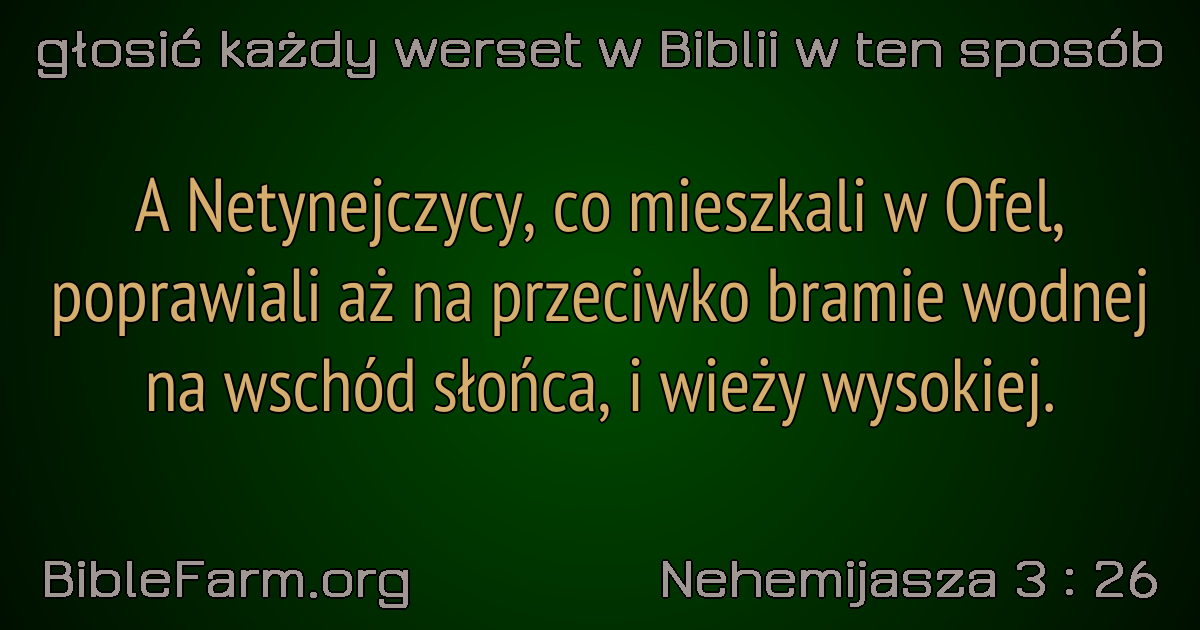 głosić każdy werset w Biblii w ten sposób
A Netynejczycy, co mieszkali w Ofel,
poprawiali aż na przeciwko bramie wodnej
na wschód słońca, i wieży wysokiej.
BibleFarm.org
Nehemijasza 3 : 26